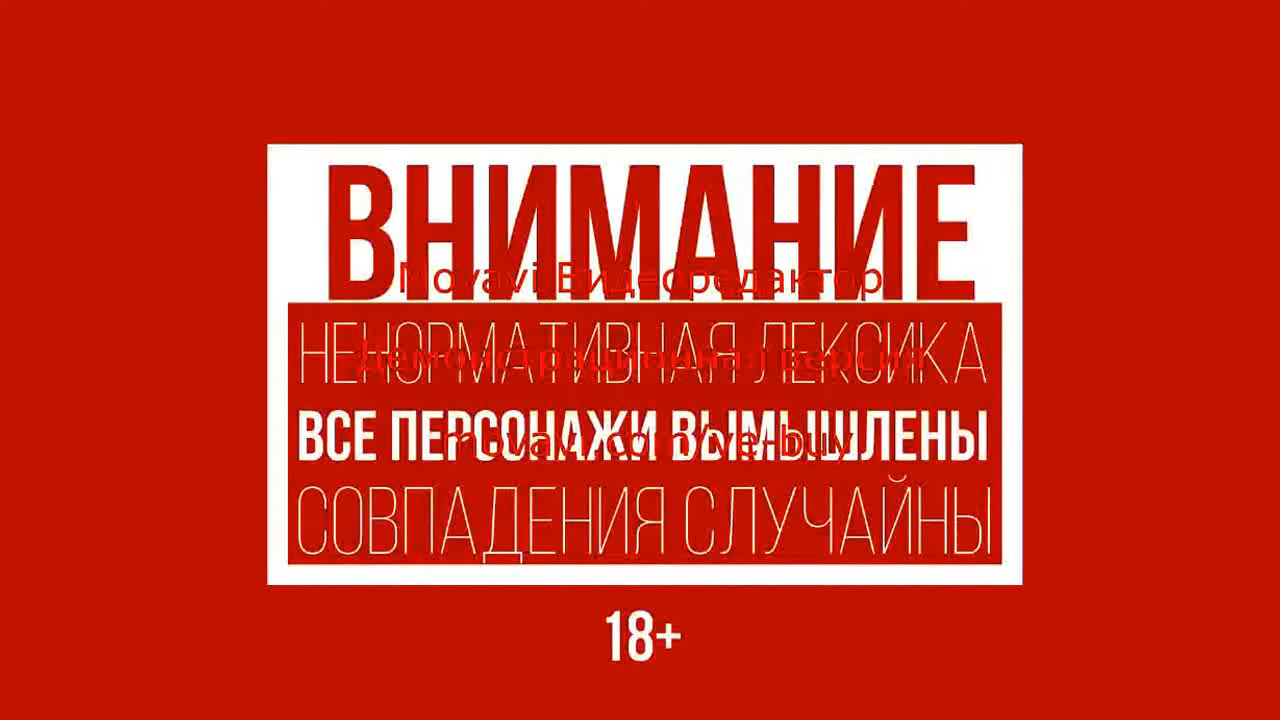 ВНИМАНИЕ
Movavi Видеоредактор
НЕНОРМАТИВНАЯ ЛЕКСИКА
Демонстрационная версия
ВСЕ ПЕРСОНАЖИ ВЫМЫШЛЕНЫ
movavi.com/ve-buy
СОВПАДЕНИЯ СЛУЧАЙНЫ
18+